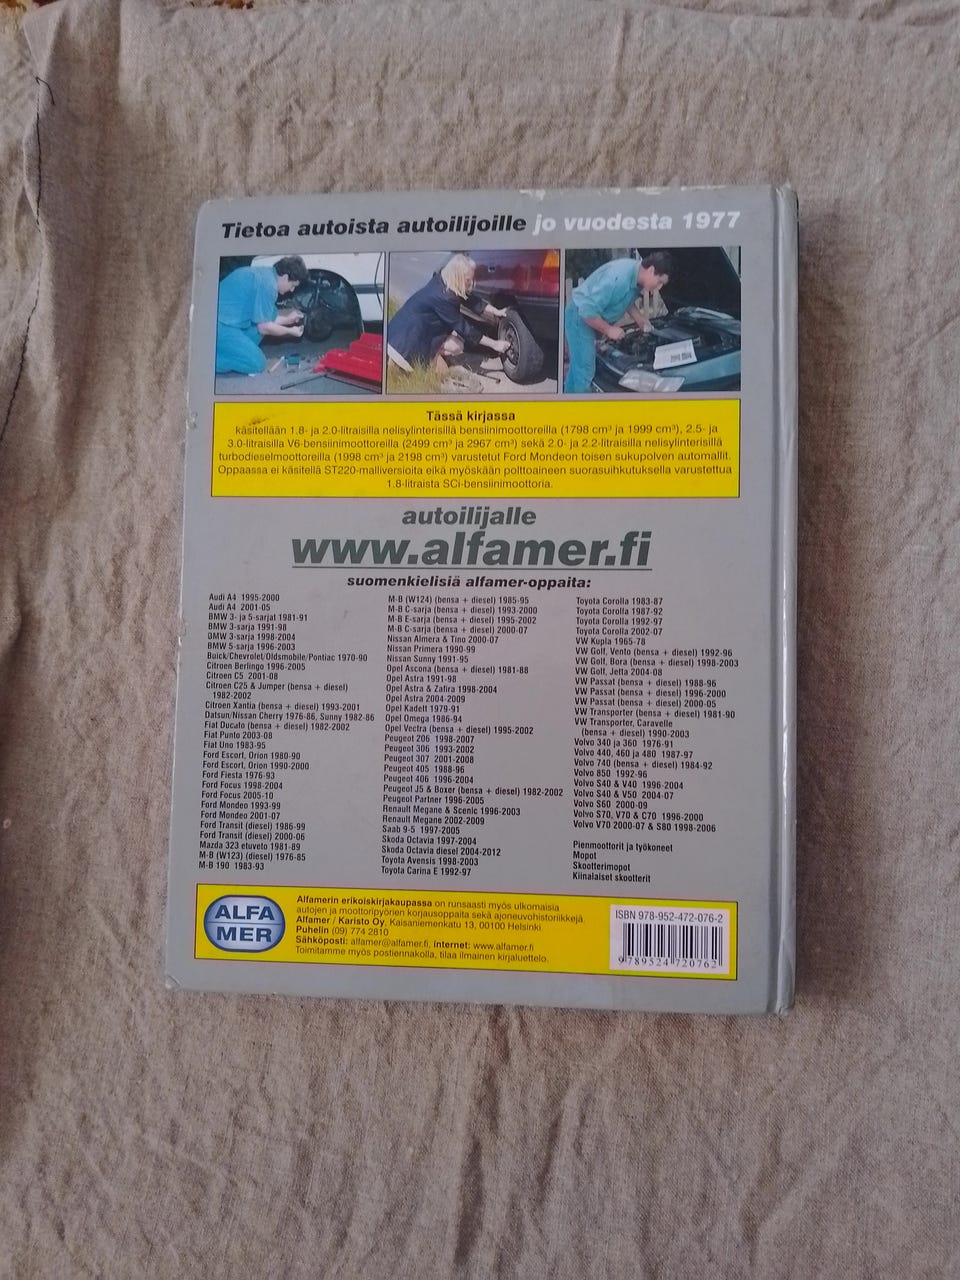 Tietoa autoista autoilijoille jo vuodesta 1977
Tässä kirjassa
käsitellään 1.8- ja 2.0-litraisilla nelisylinterisillä bensiinimoottoreilla (1798 cm³ ja 1999 cm³), 2.5- ja
3.0-litraisilla V6-bensiinimoottoreilla (2499 cm³ ja 2967 cm³) sekä 2.0- ja 2.2-litraisilla nelisylinterisillä
turbodieselmoottoreilla (1998 cm³ ja 2198 cm³) varustetut Ford Mondeon toisen sukupolven automallit.
Oppaassa ei käsitellä ST220-malliversioita eikä myöskään polttoaineen suorasuihkutuksella varustettua
1.8-litraista SCi-bensiinimoottoria.
autoilijalle
www.alfamer.fi
suomenkielisiä alfamer-oppaita:
Audi A4 1995-2000
Audi A4 2001-05
BMW 3- ja 5-sarjat 1981-91
BMW 3-sarja 1991-98
BMW 3-sarja 1998-2004
BMW 5-sarja 1996-2003
Buick/Chevrolet/Oldsmobile/Pontiac 1970-90
Citroen Berlingo 1996-2005
Citroen C5 2001-08
Citroen C25 & Jumper (bensa + diesel)
1982-2002
Citroen Xantia (bensa + diesel) 1993-2001
Datsun/Nissan Cherry 1976-86, Sunny 1982-86
Fiat Ducato (bensa + diesel) 1982-2002
Fiat Punto 2003-08
Fiat Uno 1983-95
Ford Escort, Orion 1980-90
Ford Escort, Orion 1990-2000
Ford Fiesta 1976-93
Ford Focus 1998-2004
Ford Focus 2005-10
Ford Mondeo 1993-99
Ford Mondeo 2001-07
Ford Transit (diesel) 1986-99
Ford Transit (diesel) 2000-06
Mazda 323 etuveto 1981-89
M-B (W123) (diesel) 1976-85
M-B 190 1983-93
M-B (W124) (bensa + diesel) 1985-95
M-B C-sarja (bensa + diesel) 1993-2000
M-B E-sarja (bensa + diesel) 1995-2002
M-B C-sarja (bensa + diesel) 2000-07
Nissan Almera & Tino 2000-07
Nissan Primera 1990-99
Nissan Sunny 1991-95
Opel Ascona (bensa + diesel) 1981-88
Opel Astra 1991-98
Opel Astra & Zafira 1998-2004
Opel Astra 2004-2009
Opel Kadett 1979-91
Opel Omega 1986-94
Opel Vectra (bensa + diesel) 1995-2002
Peugeot 206 1998-2007
Peugeot 306 1993-2002
Peugeot 307 2001-2008
Peugeot 405 1988-96
Peugeot 406 1996-2004
Peugeot J5 & Boxer (bensa + diesel) 1982-2002
Peugeot Partner 1996-2005
Renault Megane & Scenic 1996-2003
Renault Megane 2002-2009
Saab 9-5 1997-2005
Skoda Octavia 1997-2004
Skoda Octavia diesel 2004-2012
Toyota Avensis 1998-2003
Toyota Carina E 1992-97
Toyota Corolla 1983-87
Toyota Corolla 1987-92
Toyota Corolla 1992-97
Toyota Corolla 2002-07
VW Kupla 1965-78
VW Golf, Vento (bensa + diesel) 1992-96
VW Golf, Bora (bensa + diesel) 1998-2003
VW Golf, Jetta 2004-08
VW Passat (bensa + diesel) 1988-96
VW Passat (bensa + diesel) 1996-2000
VW Passat (bensa + diesel) 2000-05
VW Transporter (bensa + diesel) 1981-90
VW Transporter, Caravelle
(bensa + diesel) 1990-2003
Volvo 340 ja 360 1976-91
Volvo 440, 460 ja 480 1987-97
Volvo 740 (bensa + diesel) 1984-92
Volvo 850 1992-96
Volvo S40 & V40 1996-2004
Volvo S40 & V50 2004-07
Volvo S60 2000-09
Volvo S70, V70 & C70 1996-2000
Volvo V70 2000-07 & S80 1998-2006
Pienmoottorit ja työkoneet
Mopot
Skootterimopot
Kiinalaiset skootterit
ALFA
MER
Alfamerin erikoiskirjakaupassa on runsaasti myös ulkomaisia
autojen ja moottoripyörien korjausoppaita sekä ajoneuvohistoriikkejä.
Alfamer / Karisto Oy, Kaisaniemenkatu 13, 00100 Helsinki.
Puhelin (09) 774 2810
Sähköposti: alfamer@alfamer.fi, internet: www.alfamer.fi
Toimitamme myös postiennakolla, tilaa ilmainen kirjaluettelo.
ISBN 978-952-472-076-2
9 789524 720762